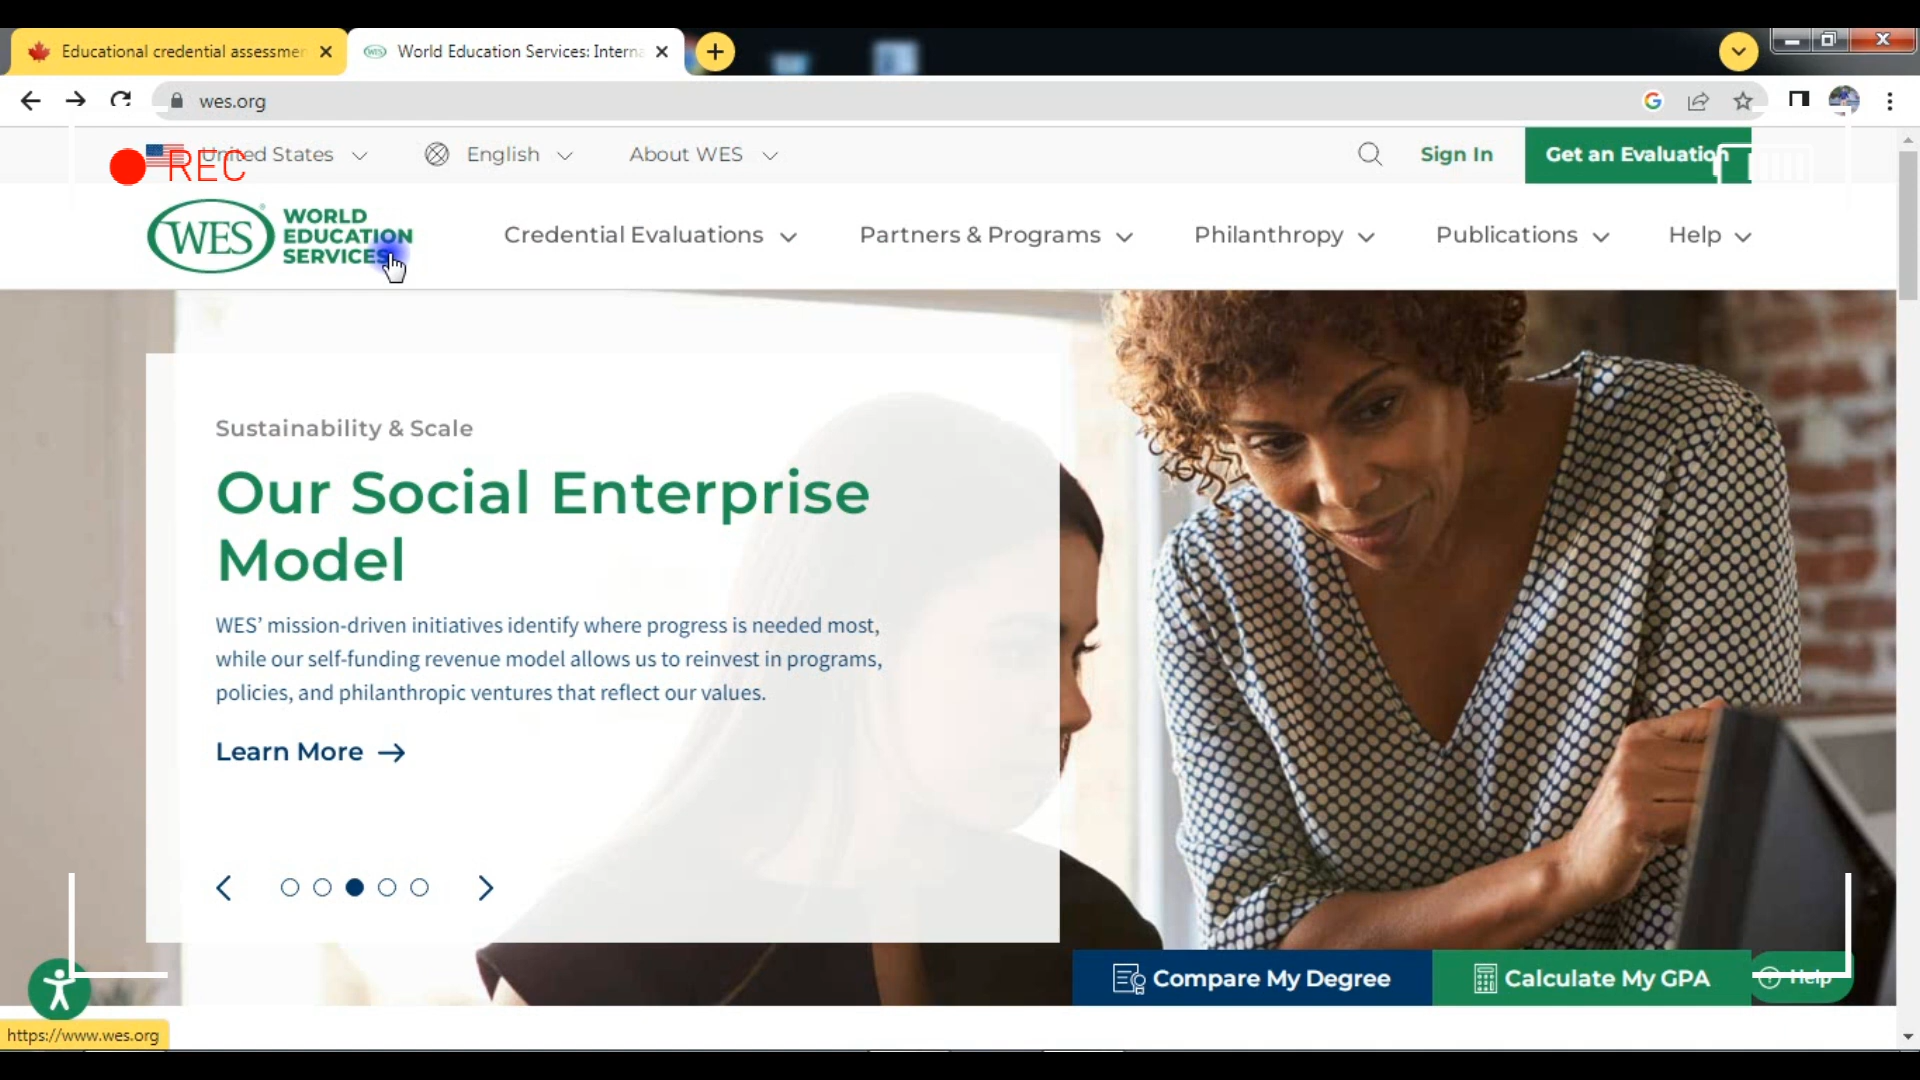 Educational credential assessmen
World Education Services: Interna
wes.org
REC
United States
English
About WES
Sign In
Get an Evaluation
WES
WORLD
EDUCATION
SERVICES
Credential Evaluations
Partners & Programs
Philanthropy
Publications
Help
Sustainability & Scale
Our Social Enterprise
Model
WES’ mission-driven initiatives identify where progress is needed most,
while our self-funding revenue model allows us to reinvest in programs,
policies, and philanthropic ventures that reflect our values.
Learn More
Compare My Degree
Calculate My GPA
Help
https://www.wes.org